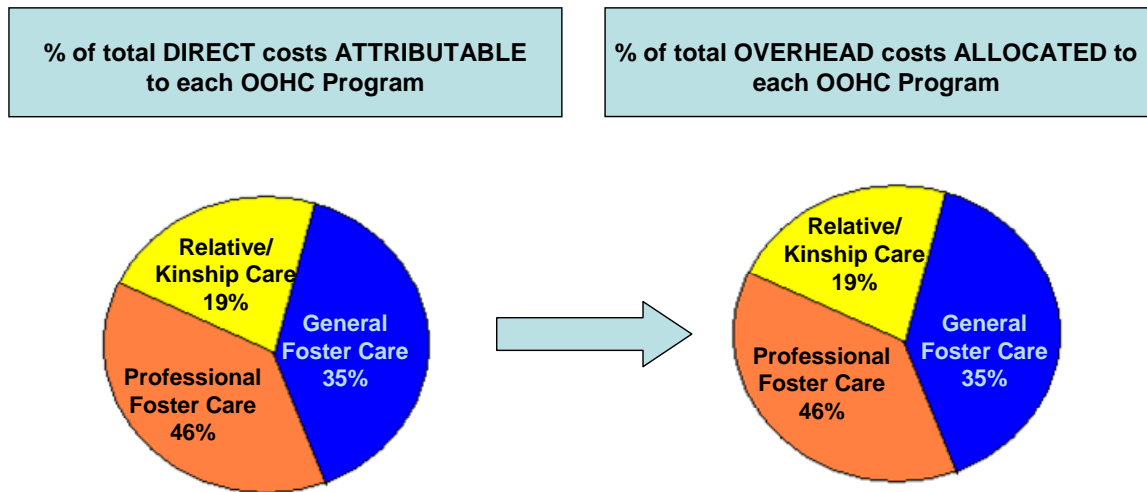 % of total DIRECT costs ATTRIBUTABLE
to each OOHC Program
% of total OVERHEAD costs ALLOCATED to
each OOHC Program
Relative/
Kinship Care
19%
General
Foster Care
35%
Professional
Foster Care
46%
Relative/
Kinship Care
19%
General
Foster Care
35%
Professional
Foster Care
46%